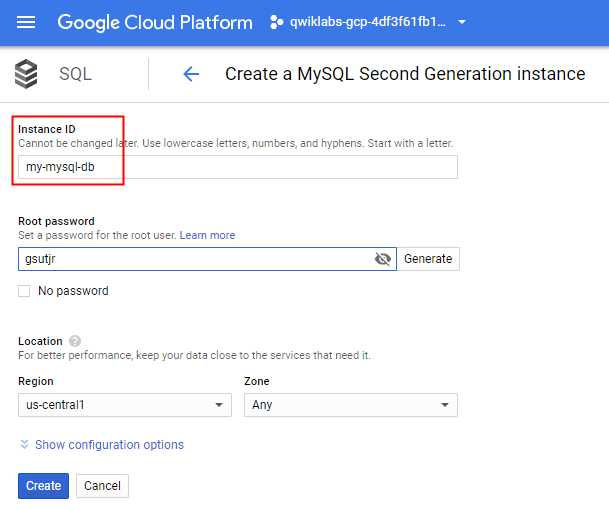 Google Cloud Platform qwiklabs-gcp-4df3f61fb1...
SQL Create a MySQL Second Generation instance
Instance ID
Cannot be changed later. Use lowercase letters, numbers, and hyphens. Start with a letter.
my-mysql-db
Root password
Set a password for the root user. Learn more
gsutjr Generate
No password
Location ?
For better performance, keep your data close to the services that need it.
Region Zone
us-central1 Any
Show configuration options
Create Cancel